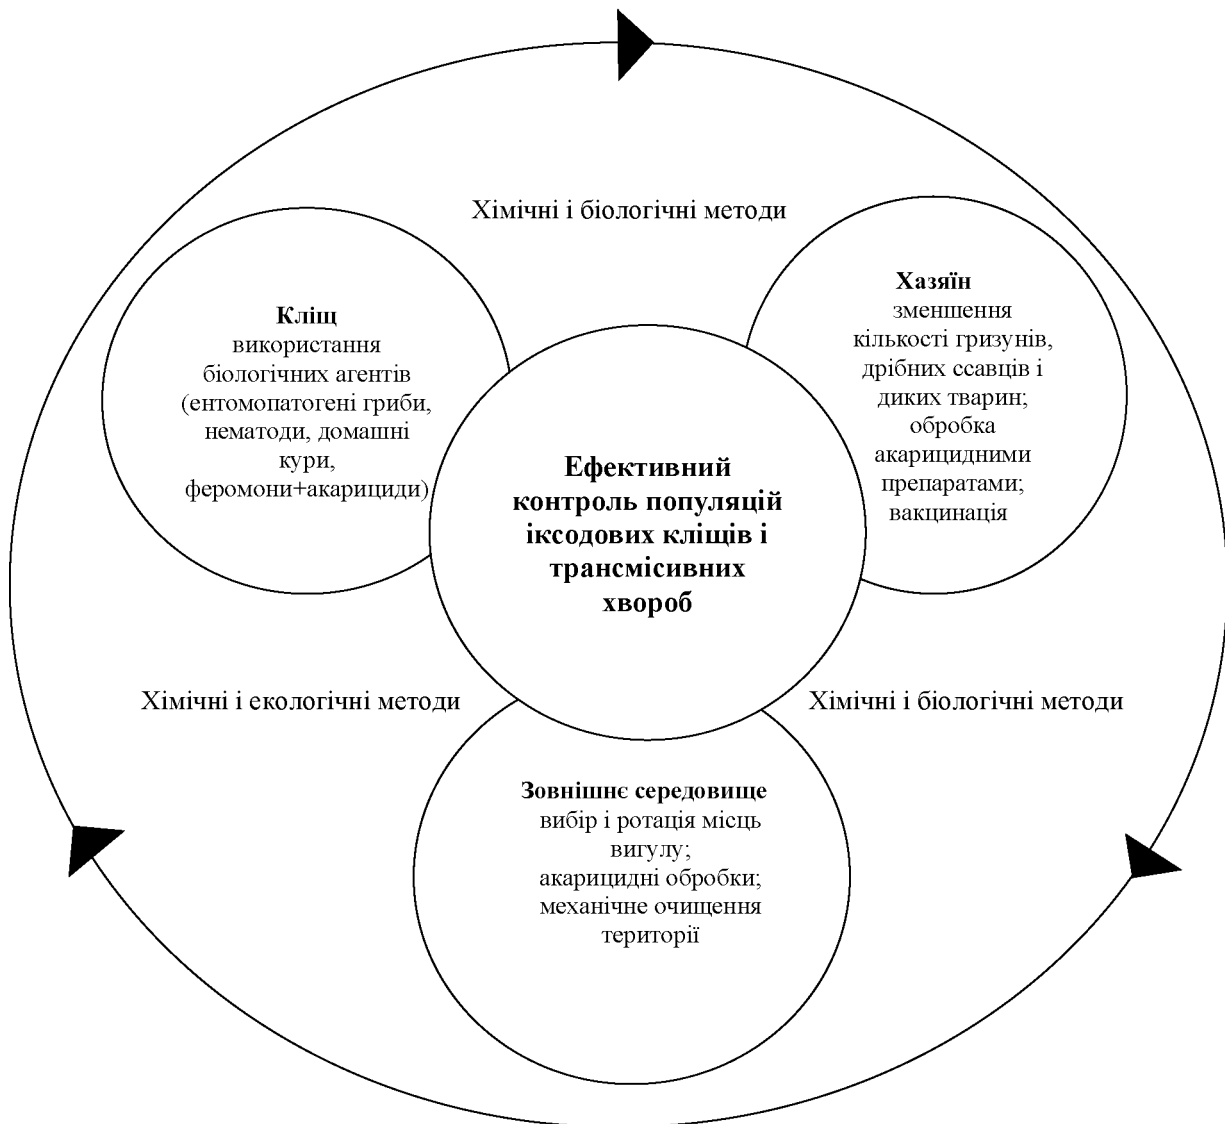 Хімічні і біологічні методи
Кліщ
використання
біологічних агентів
(ентомопатогені гриби,
нематоди, домашні
кури,
феромони+акарициди)
Хазяїн
зменшення
кількості гризунів,
дрібних ссавців і
диких тварин;
обробка
акарицидними
препаратами;
вакцинація
Ефективний
контроль популяцій
іксодових кліщів і
трансмісивних
хвороб
Хімічні і екологічні методи
Хімічні і біологічні методи
Зовнішнє середовище
вибір і ротація місць
вигулу;
акарицидні обробки;
механічне очищення
території